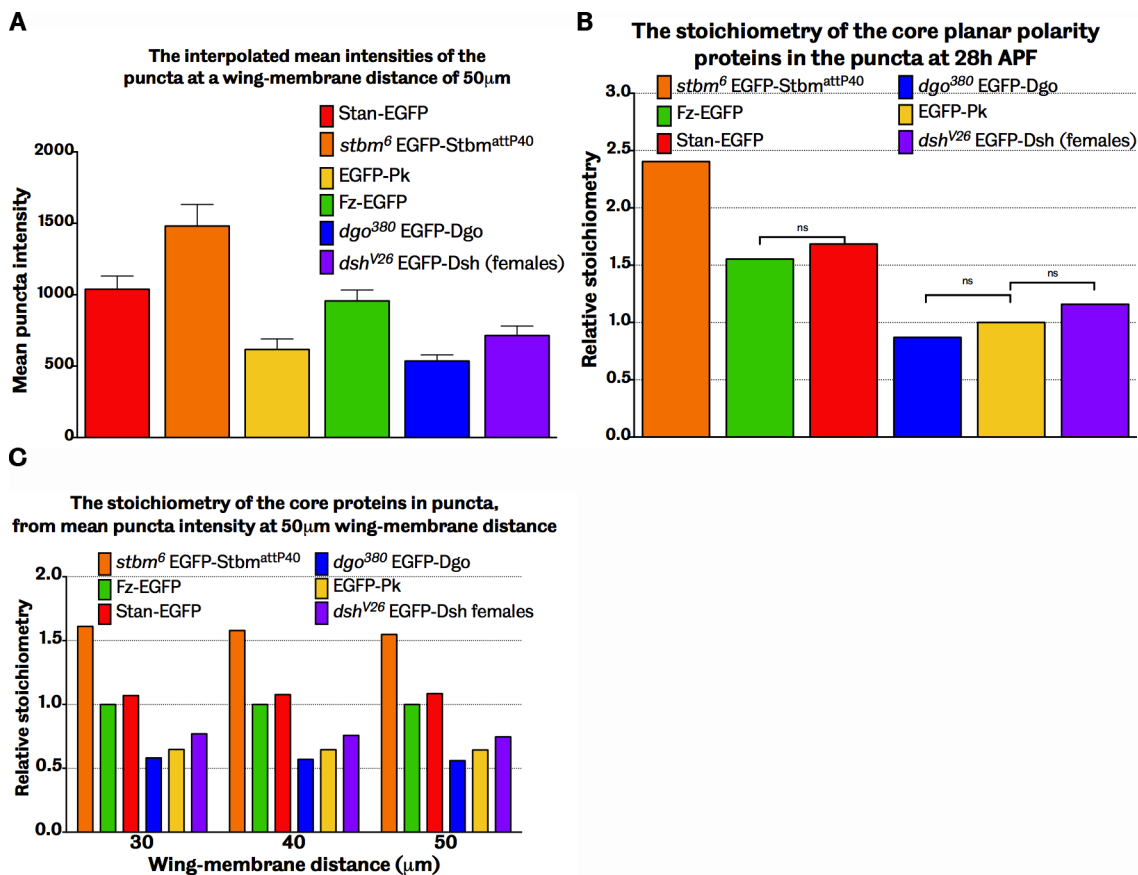 A
The interpolated mean intensities of the
puncta at a wing-membrane distance of 50μm
Stan-EGFP
stbm⁶ EGFP-Stbmᵃᵗᵗᴾ⁴⁰
EGFP-Pk
Fz-EGFP
dgo³⁸⁰ EGFP-Dgo
dshⱽ²⁶ EGFP-Dsh (females)
Mean puncta intensity
2000
1500
1000
500
0
B
The stoichiometry of the core planar polarity
proteins in the puncta at 28h APF
stbm⁶ EGFP-Stbmᵃᵗᵗᴾ⁴⁰
Fz-EGFP
Stan-EGFP
dgo³⁸⁰ EGFP-Dgo
EGFP-Pk
dshⱽ²⁶ EGFP-Dsh (females)
Relative stoichiometry
3.0
2.5
2.0
1.5
1.0
0.5
0.0
ns
ns
ns
C
The stoichiometry of the core proteins in puncta,
from mean puncta intensity at 50μm wing-membrane distance
stbm⁶ EGFP-Stbmᵃᵗᵗᴾ⁴⁰
Fz-EGFP
Stan-EGFP
dgo³⁸⁰ EGFP-Dgo
EGFP-Pk
dshⱽ²⁶ EGFP-Dsh females
Relative stoichiometry
2.0
1.5
1.0
0.5
0.0
30
40
50
Wing-membrane distance (μm)